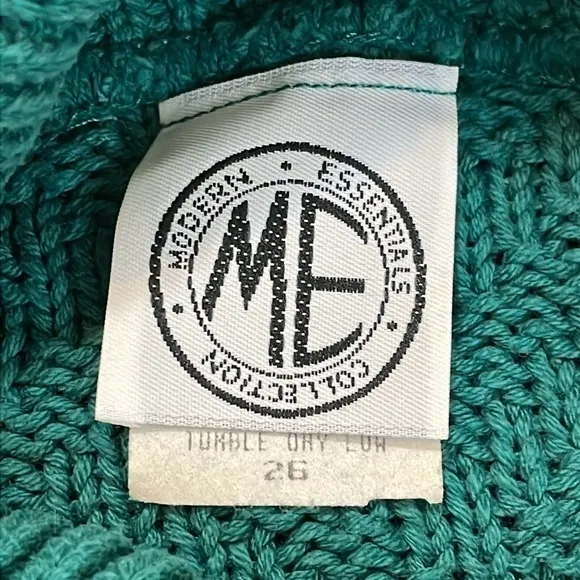 MODERN • ESSENTIALS • COLLECTION •
ME
TUMBLE DRY LOW
26